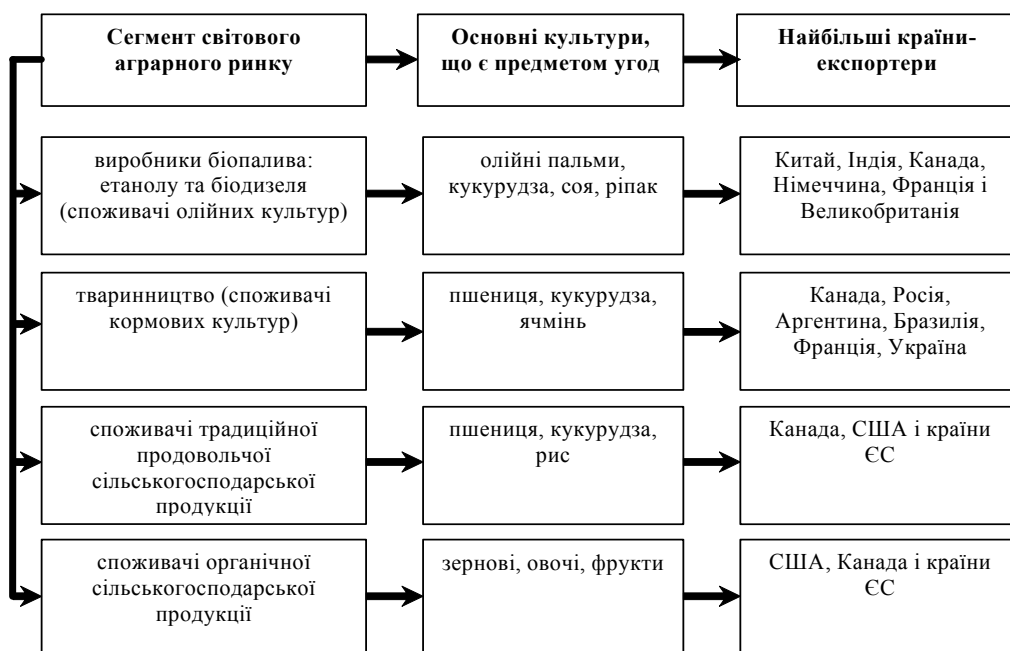 Сегмент світового
аграрного ринку
Основні культури,
що є предметом угод
Найбільші країни-
експортери
виробники біопалива:
етанолу та біодизеля
(споживачі олійних культур)
олійні пальми,
кукурудза, соя, ріпак
Китай, Індія, Канада,
Німеччина, Франція і
Великобританія
тваринництво (споживачі
кормових культур)
пшениця, кукурудза,
ячмінь
Канада, Росія,
Аргентина, Бразилія,
Франція, Україна
споживачі традиційної
продовольчої
сільськогосподарської
продукції
пшениця, кукурудза,
рис
Канада, США і країни
ЄС
споживачі органічної
сільськогосподарської
продукції
зернові, овочі, фрукти
США, Канада і країни
ЄС